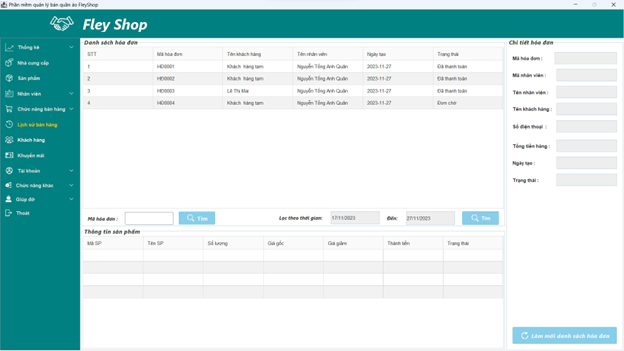 Phần mềm quản lý bán quần áo FleyShop
Fley Shop
Thống kê
Nhà cung cấp
Sản phẩm
Nhân viên
Chức năng bán hàng
Lịch sử bán hàng
Khách hàng
Khuyến mãi
Tài khoản
Chức năng khác
Giúp đỡ
Thoát
Danh sách hóa đơn
STT Mã hóa đơn Tên khách hàng Tên nhân viên Ngày tạo Trạng thái
1 HĐ0001 Khách hàng tạm Nguyễn Tống Anh Quân 2023-11-27 Đã thanh toán
2 HĐ0002 Khách hàng tạm Nguyễn Tống Anh Quân 2023-11-27 Đã thanh toán
3 HĐ0003 Lê Thị Mai Nguyễn Tống Anh Quân 2023-11-27 Đã thanh toán
4 HĐ0004 Khách hàng tạm Nguyễn Tống Anh Quân 2023-11-27 Đơn chờ
Mã hóa đơn : Tìm Lọc theo thời gian: 17/11/2023 Đến: 27/11/2023 Tìm
Thông tin sản phẩm
Mã SP Tên SP Số lượng Giá gốc Giá giảm Thành tiền Trạng thái
Chi tiết hóa đơn
Mã hóa đơn :
Mã nhân viên :
Tên nhân viên :
Tên khách hàng :
Số điện thoại :
Tổng tiền hàng :
Ngày tạo :
Trạng thái :
Làm mới danh sách hóa đơn